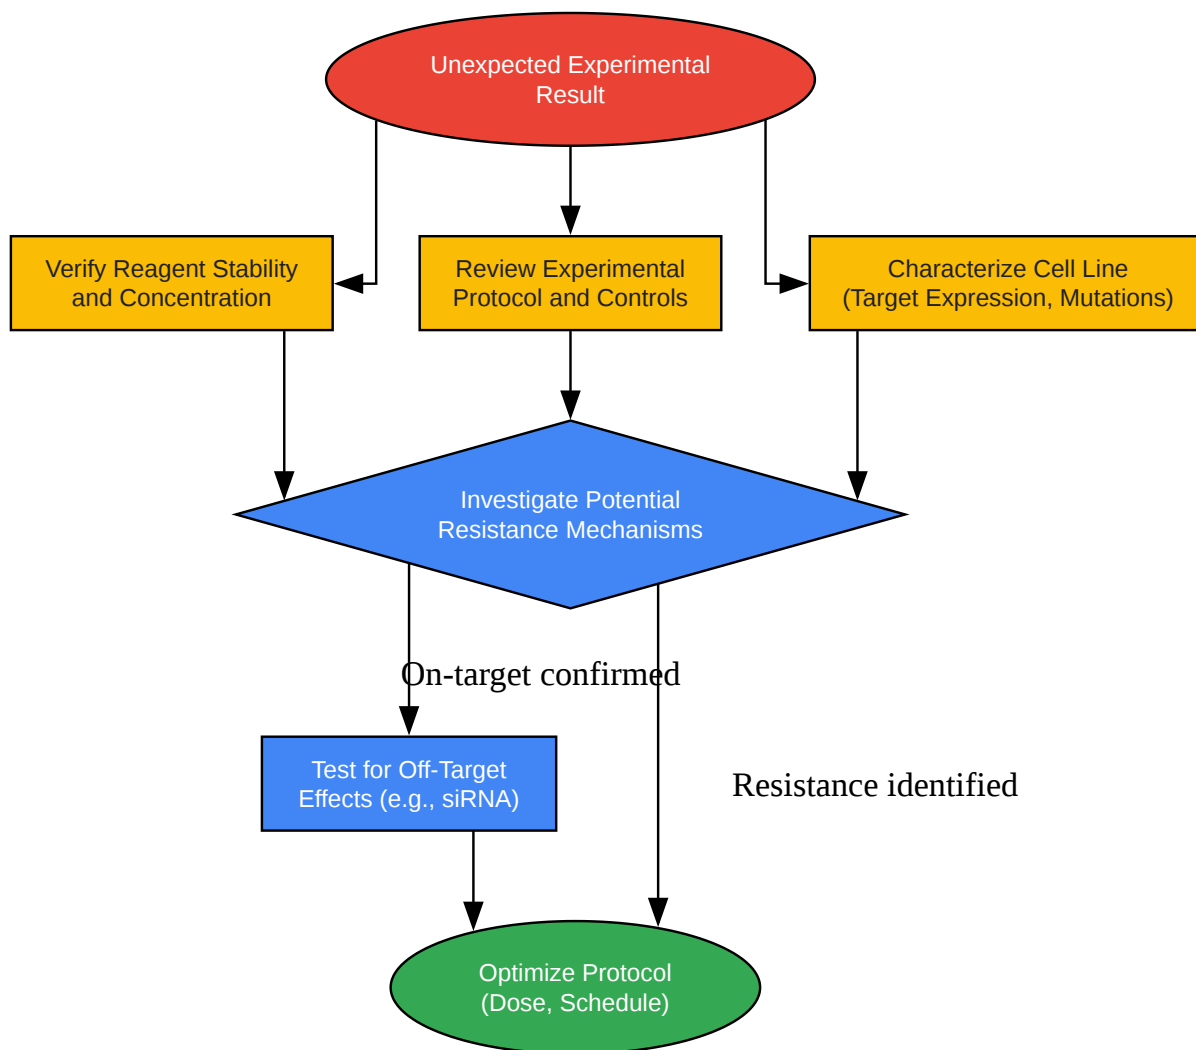 Unexpected Experimental
Result
Verify Reagent Stability
and Concentration
Review Experimental
Protocol and Controls
Characterize Cell Line
(Target Expression, Mutations)
Investigate Potential
Resistance Mechanisms
On-target confirmed
Test for Off-Target
Effects (e.g., siRNA)
Resistance identified
Optimize Protocol
(Dose, Schedule)